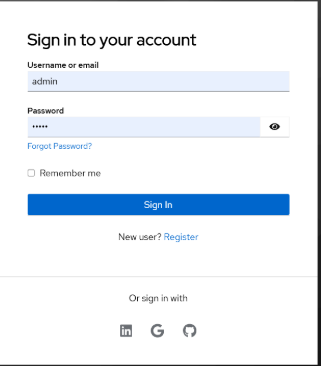 Sign in to your account
Username or email
admin
Password
•••••
Forgot Password?
Remember me
Sign In
New user? Register
Or sign in with